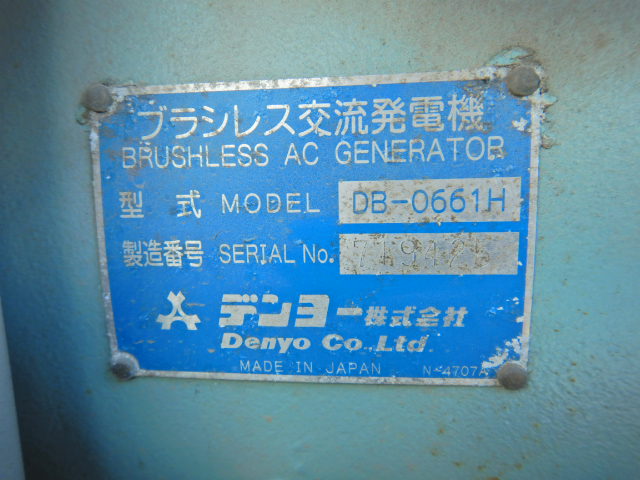 ブラシレス交流発電機
BRUSHLESS AC GENERATOR
型式 MODEL DB-0661H
製造番号 SERIAL No.
デンヨー株式会社
Denyo Co., Ltd.
MADE IN JAPAN N-4707A